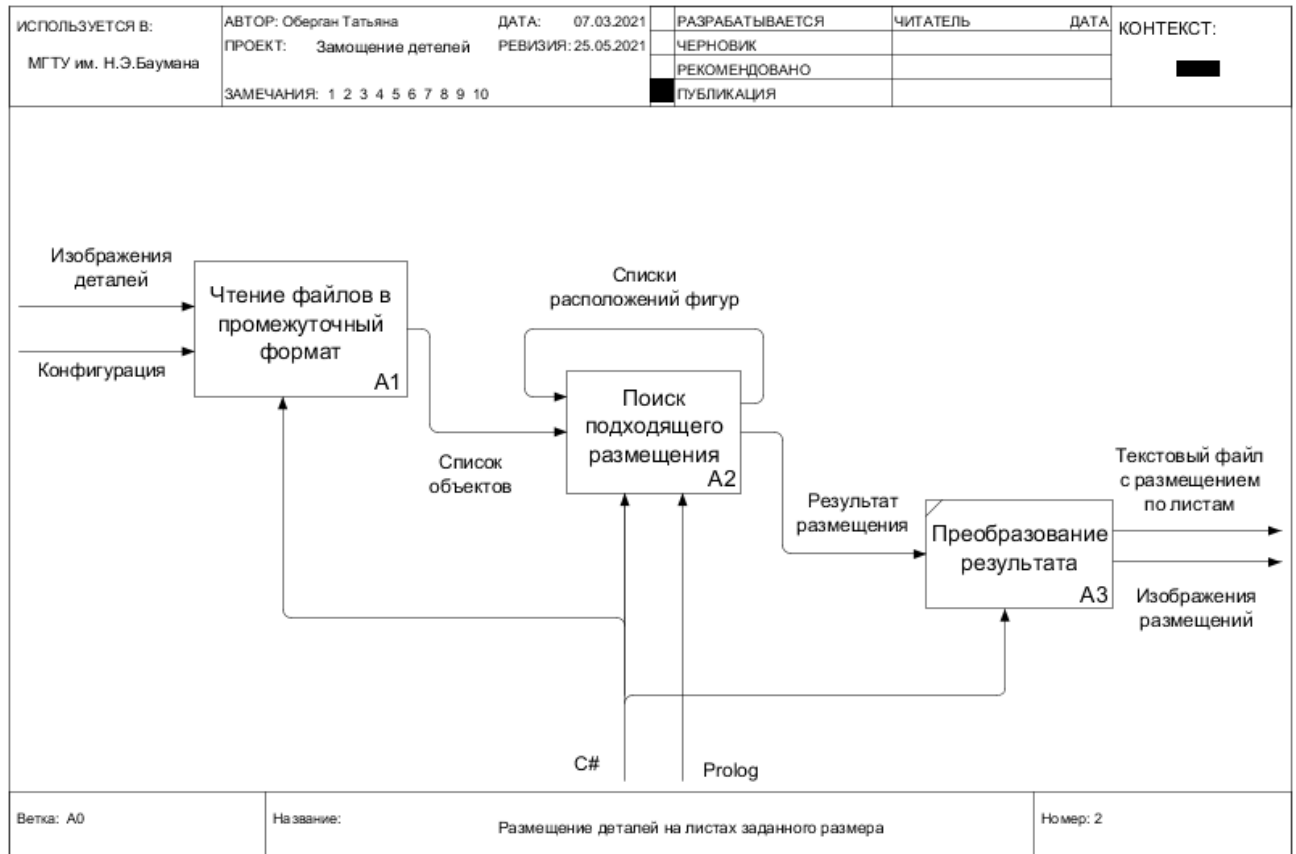 ИСПОЛЬЗУЕТСЯ В:
МГТУ им. Н.Э.Баумана
АВТОР: Оберган Татьяна
ДАТА: 07.03.2021
ПРОЕКТ: Замощение детелей
РЕВИЗИЯ: 25.05.2021
ЗАМЕЧАНИЯ: 1 2 3 4 5 6 7 8 9 10
РАЗРАБАТЫВАЕТСЯ
ЧЕРНОВИК
РЕКОМЕНДОВАНО
ПУБЛИКАЦИЯ
ЧИТАТЕЛЬ
ДАТА
КОНТЕКСТ:
Изображения
деталей
Конфигурация
Чтение файлов в
промежуточный
формат
A1
Списки
расположений фигур
Список
объектов
Поиск
подходящего
размещения
A2
Результат
размещения
Преобразование
результата
A3
Текстовый файл
с размещением
по листам
Изображения
размещений
C#
Prolog
Ветка: A0
Название:
Размещение деталей на листах заданного размера
Номер: 2